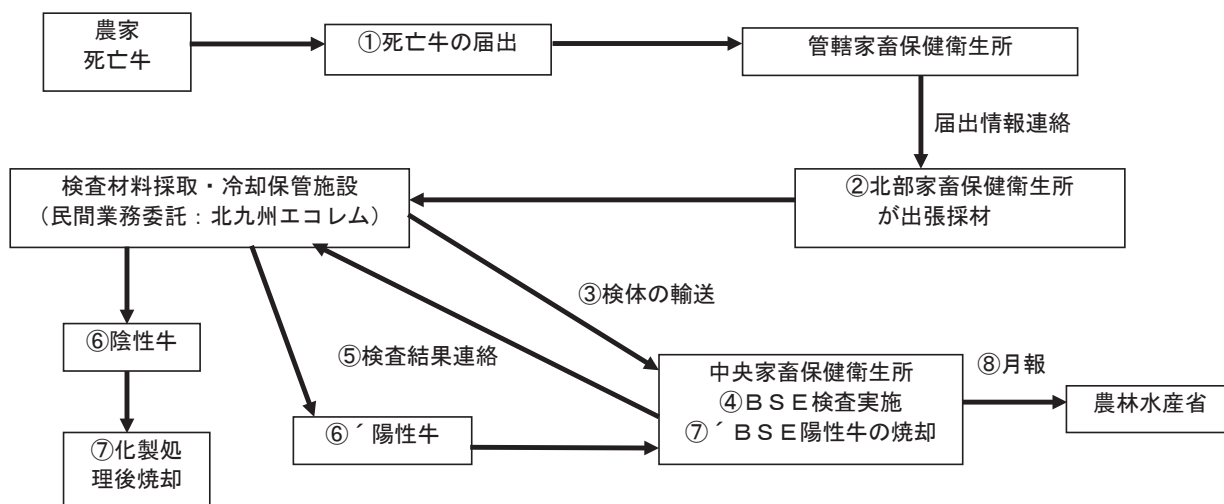 農家
死亡牛
①死亡牛の届出
管轄家畜保健衛生所
届出情報連絡
②北部家畜保健衛生所
が出張採材
検査材料採取・冷却保管施設
（民間業務委託：北九州エコレム）
③検体の輸送
⑥陰性牛
⑤検査結果連絡
中央家畜保健衛生所
④ＢＳＥ検査実施
⑦´ＢＳＥ陽性牛の焼却
⑧月報
農林水産省
⑥´陽性牛
⑦化製処
理後焼却